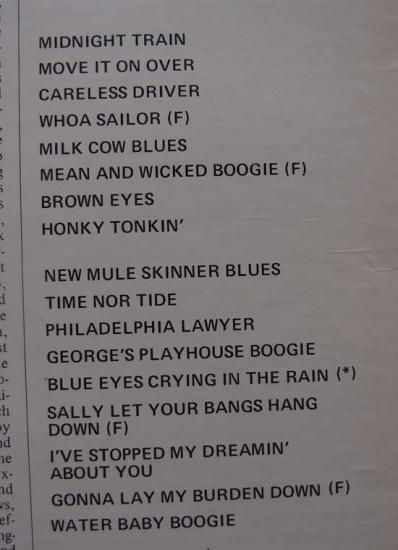 MIDNIGHT TRAIN
MOVE IT ON OVER
CARELESS DRIVER
WHOA SAILOR (F)
MILK COW BLUES
MEAN AND WICKED BOOGIE (F)
BROWN EYES
HONKY TONKIN'
NEW MULE SKINNER BLUES
TIME NOR TIDE
PHILADELPHIA LAWYER
GEORGE'S PLAYHOUSE BOOGIE
BLUE EYES CRYING IN THE RAIN (*)
SALLY LET YOUR BANGS HANG
DOWN (F)
I'VE STOPPED MY DREAMIN'
ABOUT YOU
GONNA LAY MY BURDEN DOWN (F)
WATER BABY BOOGIE